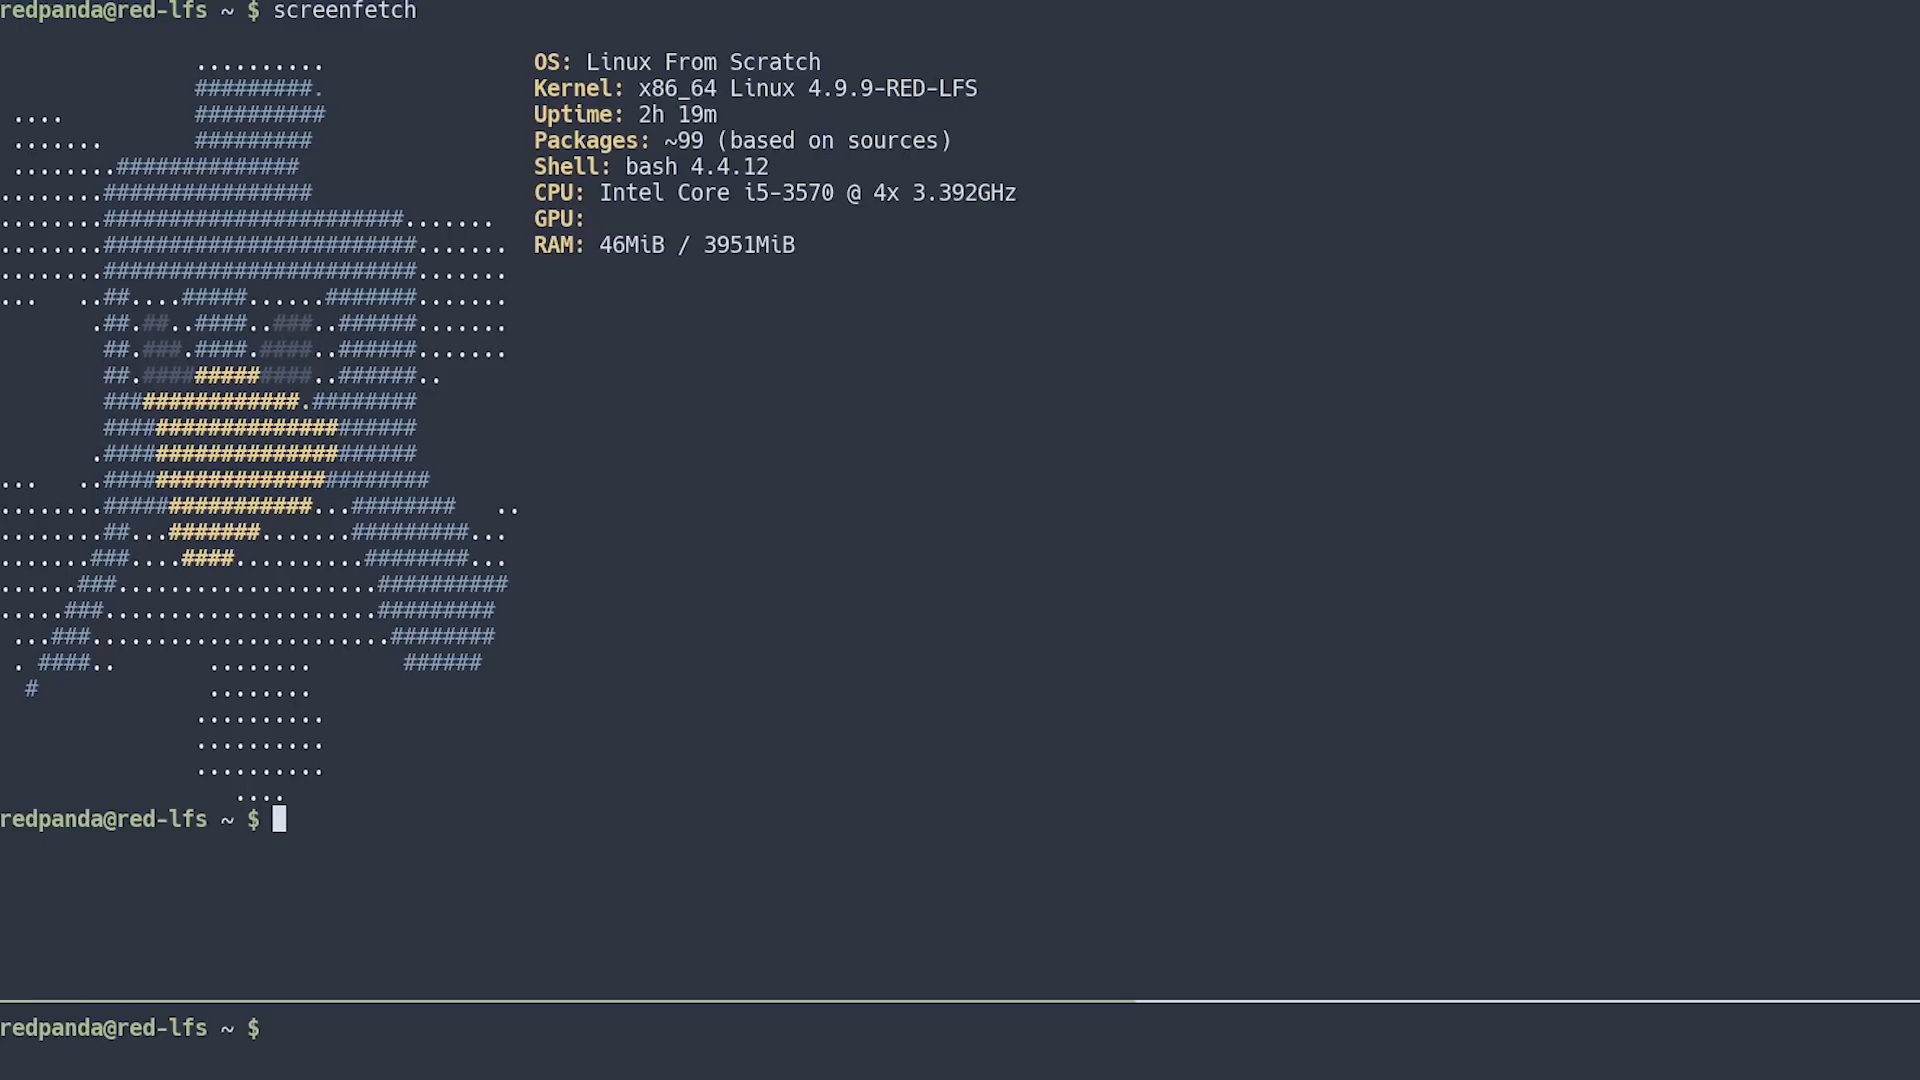 redpanda@red-lfs ~ $ screenfetch
OS: Linux From Scratch
Kernel: x86_64 Linux 4.9.9-RED-LFS
Uptime: 2h 19m
Packages: ~99 (based on sources)
Shell: bash 4.4.12
CPU: Intel Core i5-3570 @ 4x 3.392GHz
GPU:
RAM: 46MiB / 3951MiB
redpanda@red-lfs ~ $
redpanda@red-lfs ~ $